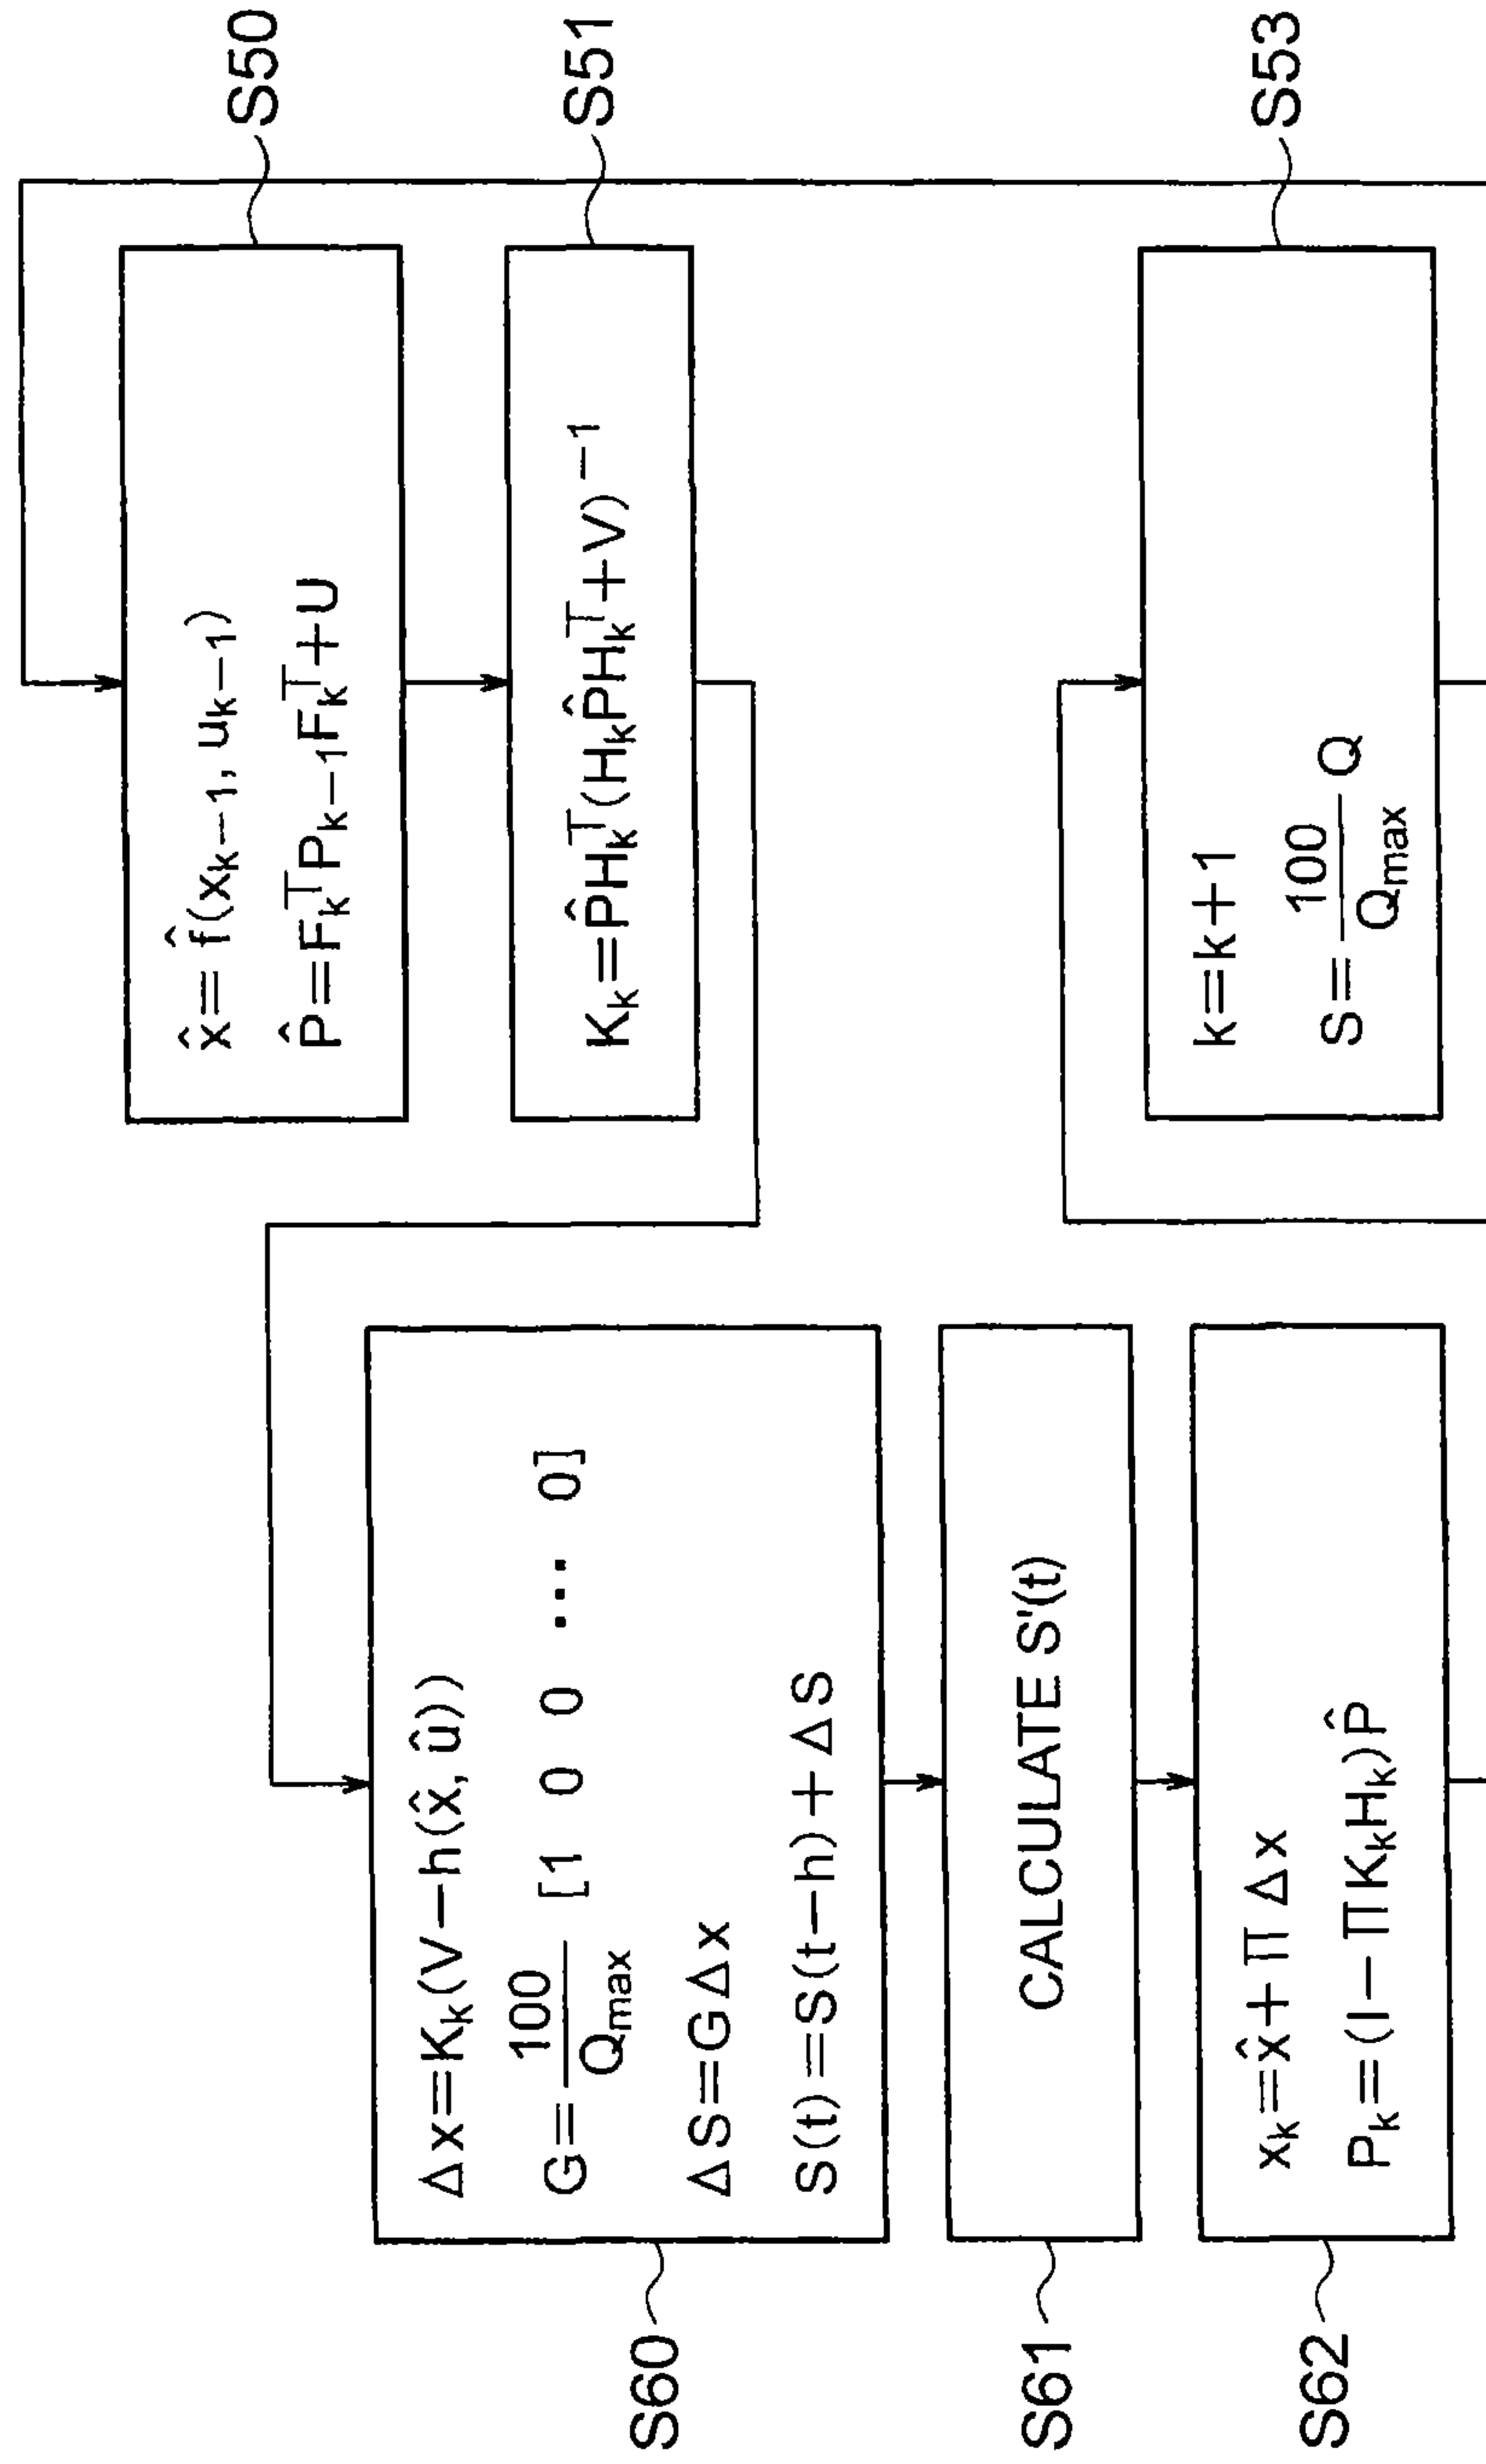 S50
x̂=f̂(xₖ₋₁, uₖ₋₁)
P̂=FₖᵀPₖ₋₁Fₖᵀ+U
S51
Kₖ=P̂Hₖᵀ(HₖP̂Hₖᵀ+V)⁻¹
S60
Δx=Kₖ(V−h(x̂, û))
G=100/Qmax [1 0 0 0 ⋯ 0]
ΔS=GΔx
S(t)=S(t−h)+ΔS
S61
CALCULATE S'(t)
S62
xₖ=x̂+ΠΔx
Pₖ=(I−ΠKₖHₖ)P̂
S53
k=k+1
S=100/Qmax Q